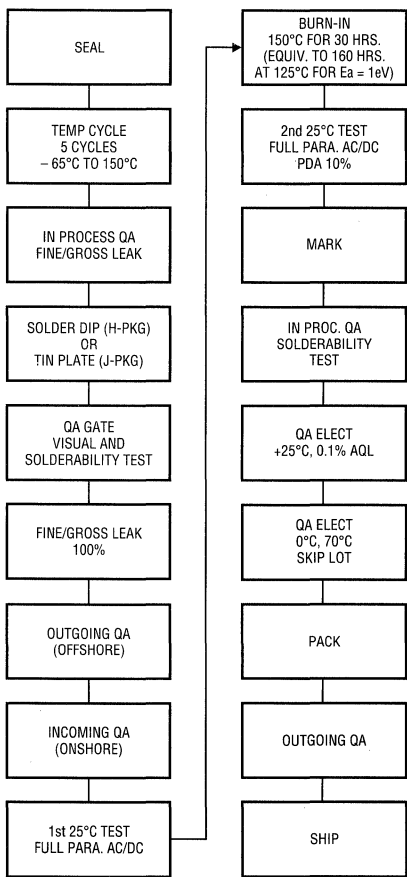 SEAL
TEMP CYCLE
5 CYCLES
– 65°C TO 150°C
IN PROCESS QA
FINE/GROSS LEAK
SOLDER DIP (H-PKG)
OR
TIN PLATE (J-PKG)
QA GATE
VISUAL AND
SOLDERABILITY TEST
FINE/GROSS LEAK
100%
OUTGOING QA
(OFFSHORE)
INCOMING QA
(ONSHORE)
1st 25°C TEST
FULL PARA. AC/DC
BURN-IN
150°C FOR 30 HRS.
(EQUIV. TO 160 HRS.
AT 125°C FOR Ea = 1eV)
2nd 25°C TEST
FULL PARA. AC/DC
PDA 10%
MARK
IN PROC. QA
SOLDERABILITY
TEST
QA ELECT
+25°C, 0.1% AQL
QA ELECT
0°C, 70°C
SKIP LOT
PACK
OUTGOING QA
SHIP